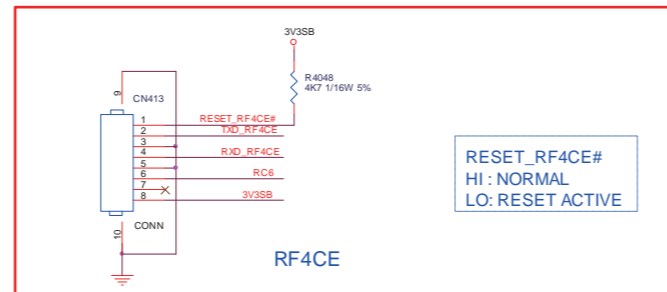 3V3SB
R4048
4K7 1/16W 5%
9
CN413
1 RESET_RF4CE#
2 TXD_RF4CE
3
4 RXD_RF4CE
5
6 RC6
7
8 3V3SB
10
CONN
RF4CE
RESET_RF4CE#
HI : NORMAL
LO: RESET ACTIVE